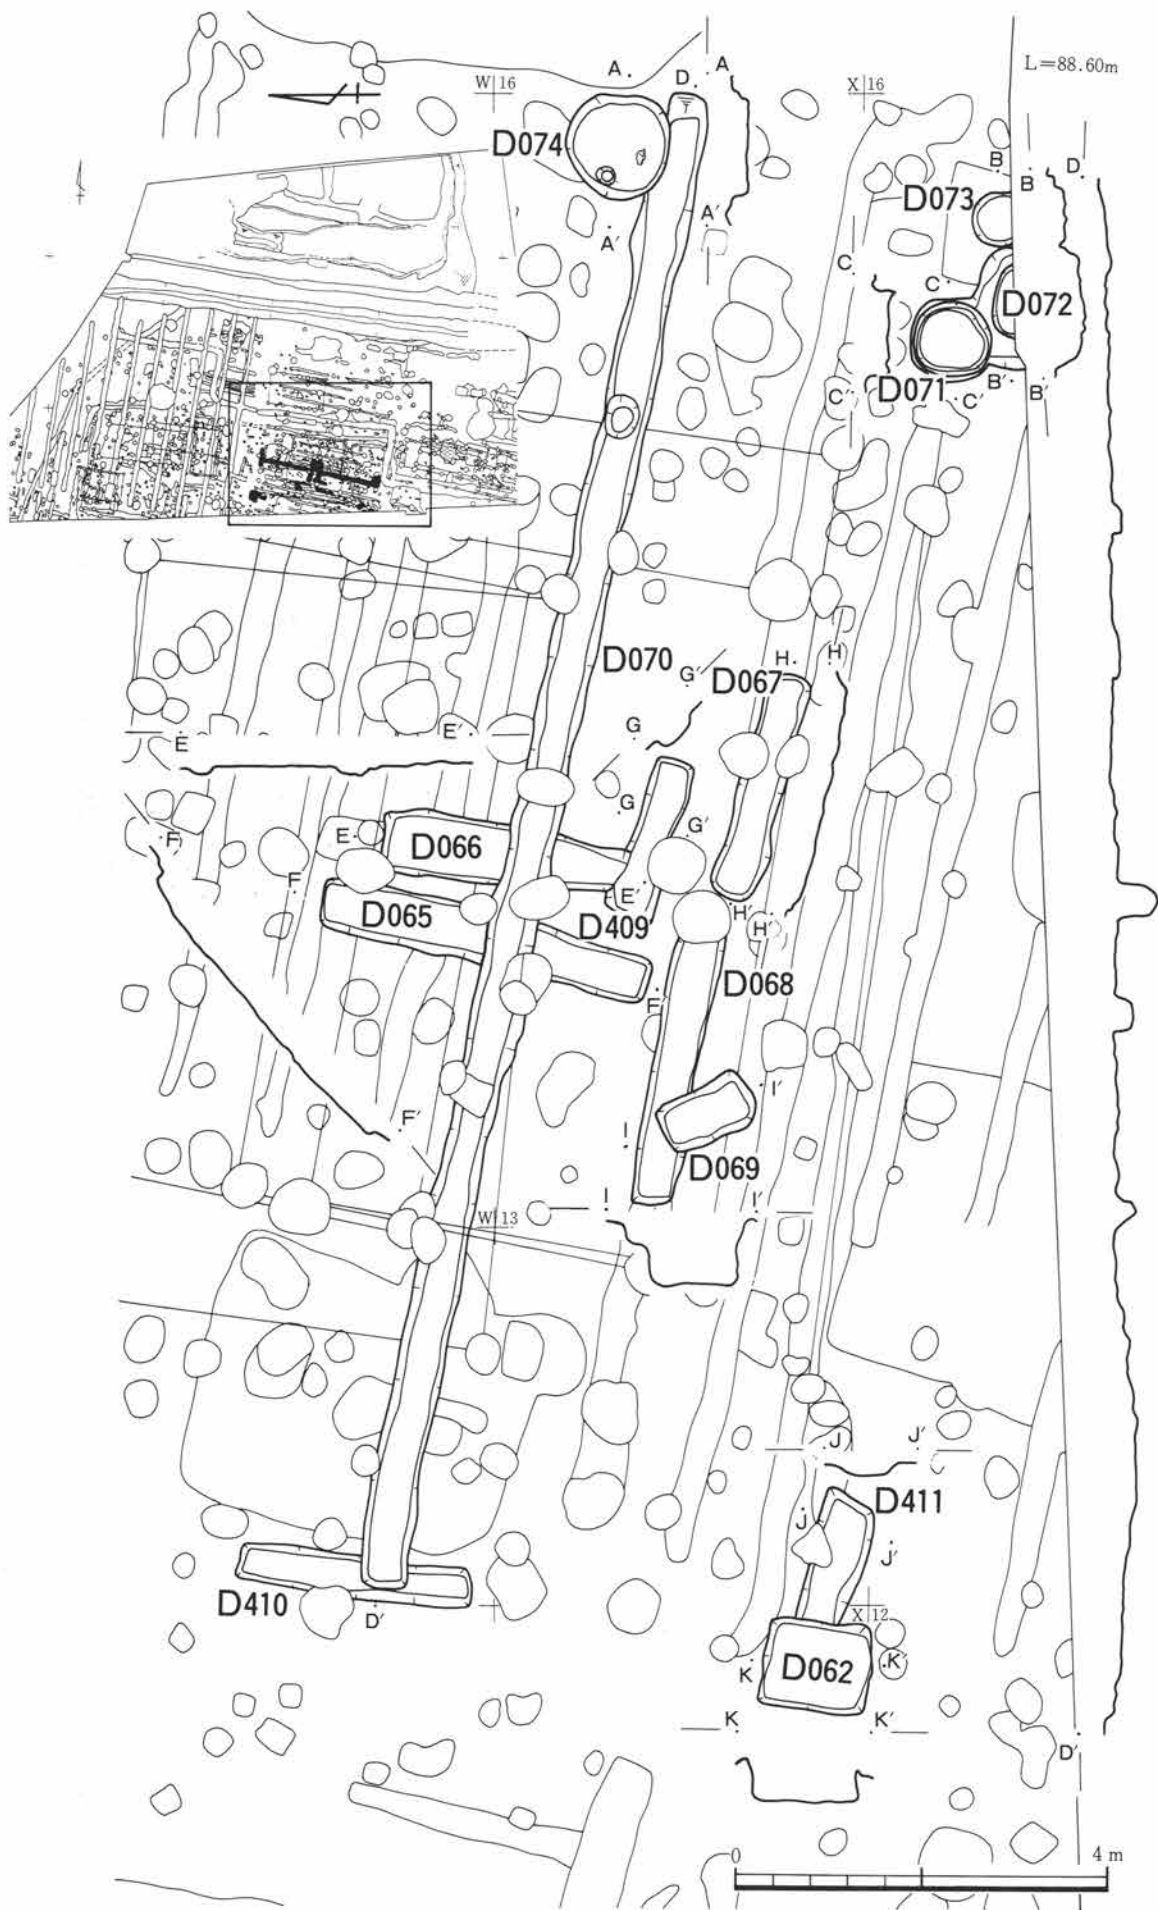 L=88.60m
A
D
A
W 16
X 16
D074
B
B
D
D073
A′
A′
C
C
D072
D071
B′
B′
C′
C′
D070
G′
H
H
D067
E
E′
G
G
F
E
D066
G′
F
E′
D065
D409
H′
H′
D068
F′
I′
F′
I
D069
I
I′
W 13
J
J′
D411
J
J′
D410
D′
X 12
D062
K
K′
K
K′
D′
0
4 m